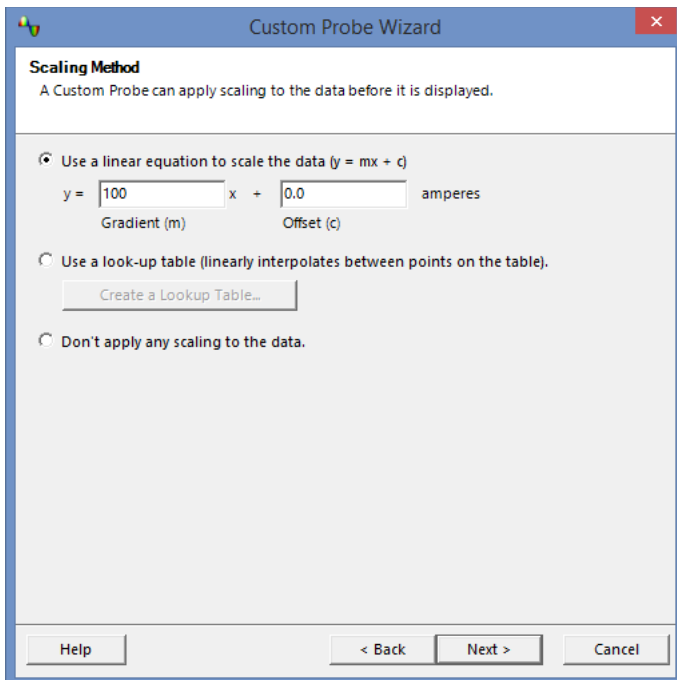 Custom Probe Wizard
Scaling Method
A Custom Probe can apply scaling to the data before it is displayed.
Use a linear equation to scale the data (y = mx + c)
y = 100 x + 0.0 amperes
Gradient (m) Offset (c)
Use a look-up table (linearly interpolates between points on the table).
Create a Lookup Table...
Don't apply any scaling to the data.
Help < Back Next > Cancel